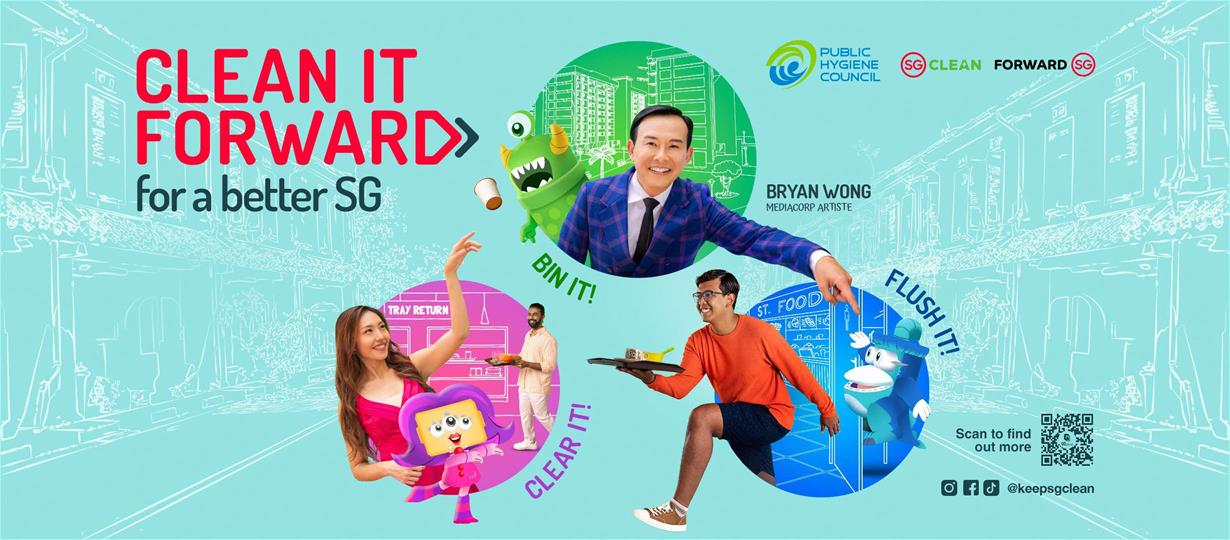 CLEAN IT
FORWARD
for a better SG
PUBLIC
HYGIENE
COUNCIL
SG CLEAN
FORWARD SG
BRYAN WONG
MEDIACORP ARTISTE
BIN IT!
FLUSH IT!
TRAY RETURN
ST. FOOD
CLEAR IT!
Scan to find
out more
@keepsgclean